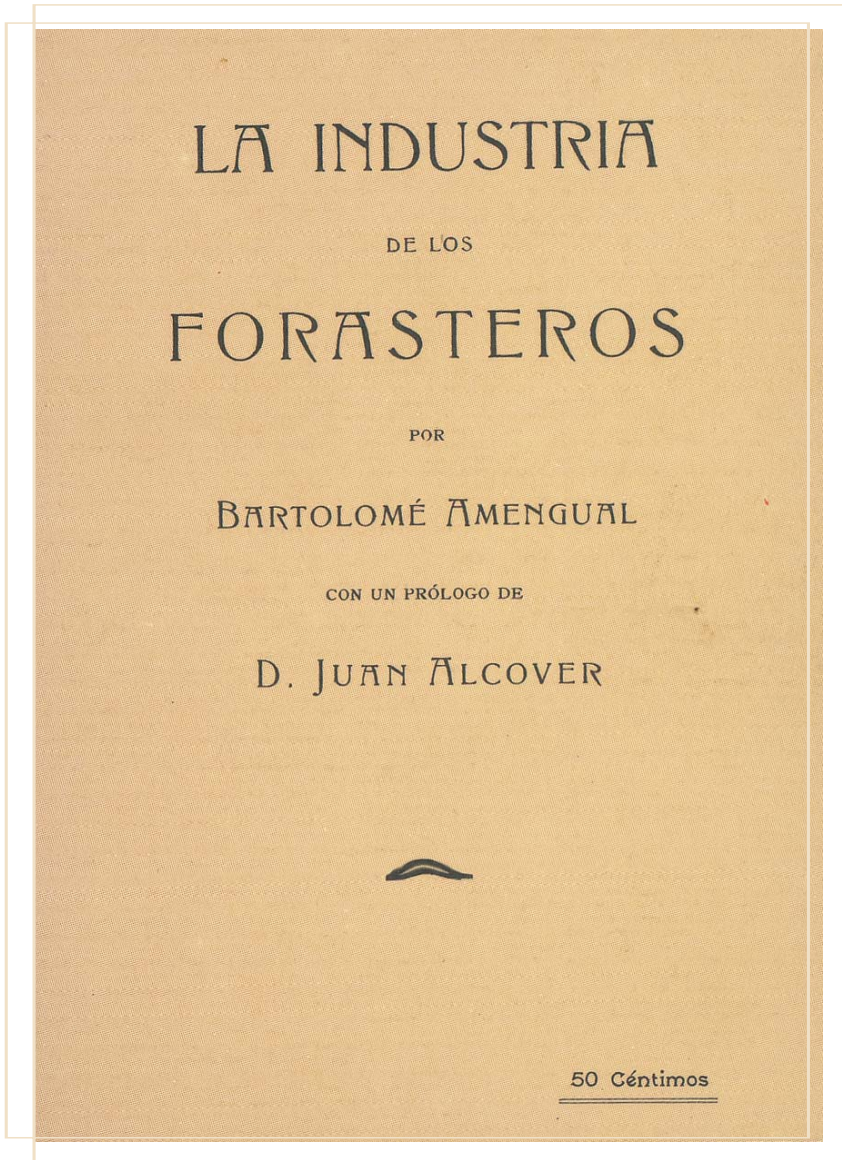 LA INDUSTRIA
DE LOS
FORASTEROS
POR
BARTOLOMÉ AMENGUAL
CON UN PRÓLOGO DE
D. JUAN ALCOVER
50 Céntimos